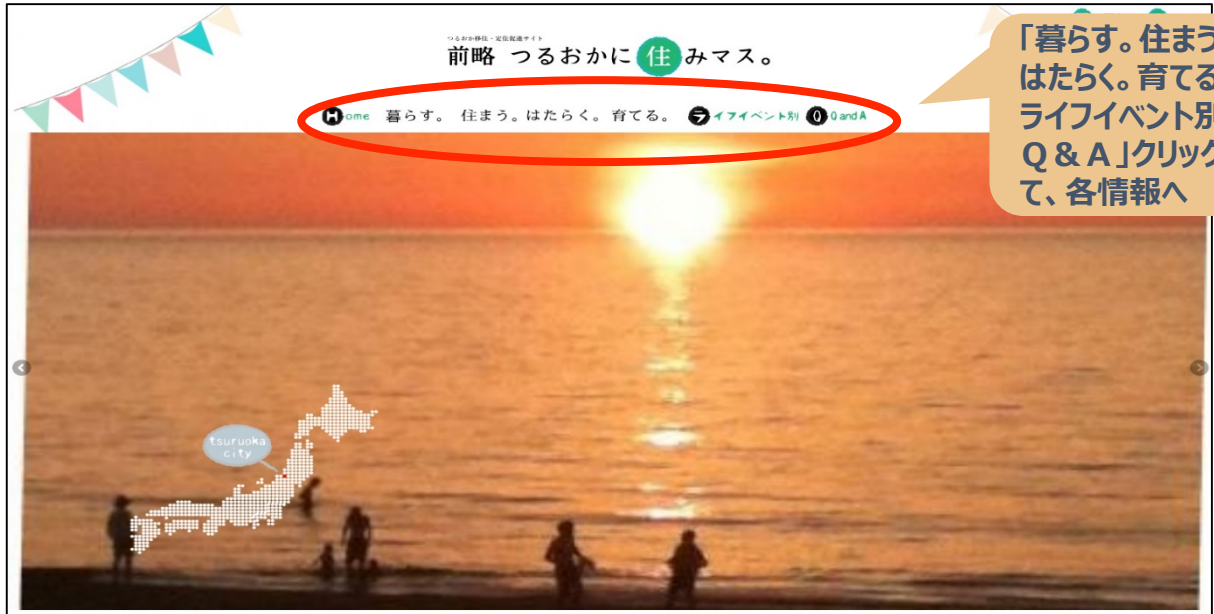 つるおか移住・定住促進サイト
前略 つるおかに住みマス。
Home 暮らす。 住まう。はたらく。育てる。 ライフイベント別 Q Q and A
「暮らす。住まう
はたらく。育てる
ライフイベント別
Q & A」クリック
て、各情報へ
tsuruoka
city